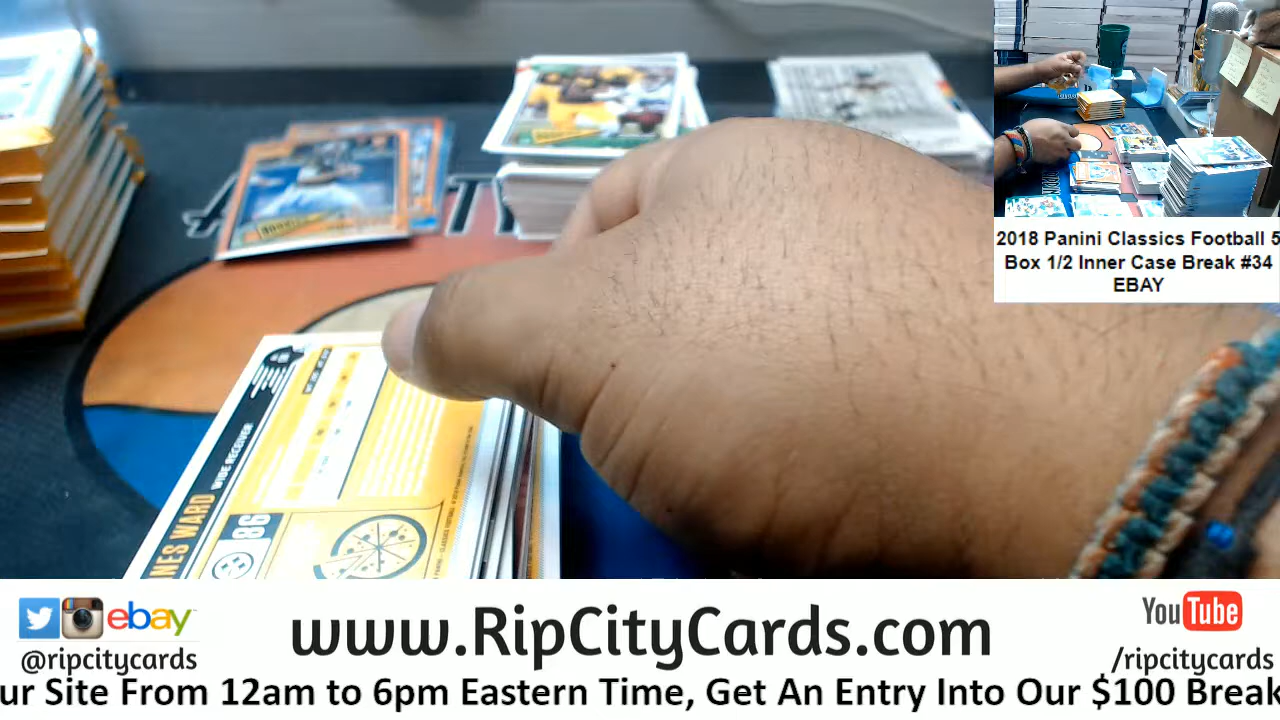 2018 Panini Classics Football 5
Box 1/2 Inner Case Break #34
EBAY
NES WARD WIDE RECEIVER
86
ebay
@ripcitycards
www.RipCityCards.com
YouTube
/ripcitycards
ur Site From 12am to 6pm Eastern Time, Get An Entry Into Our $100 Break